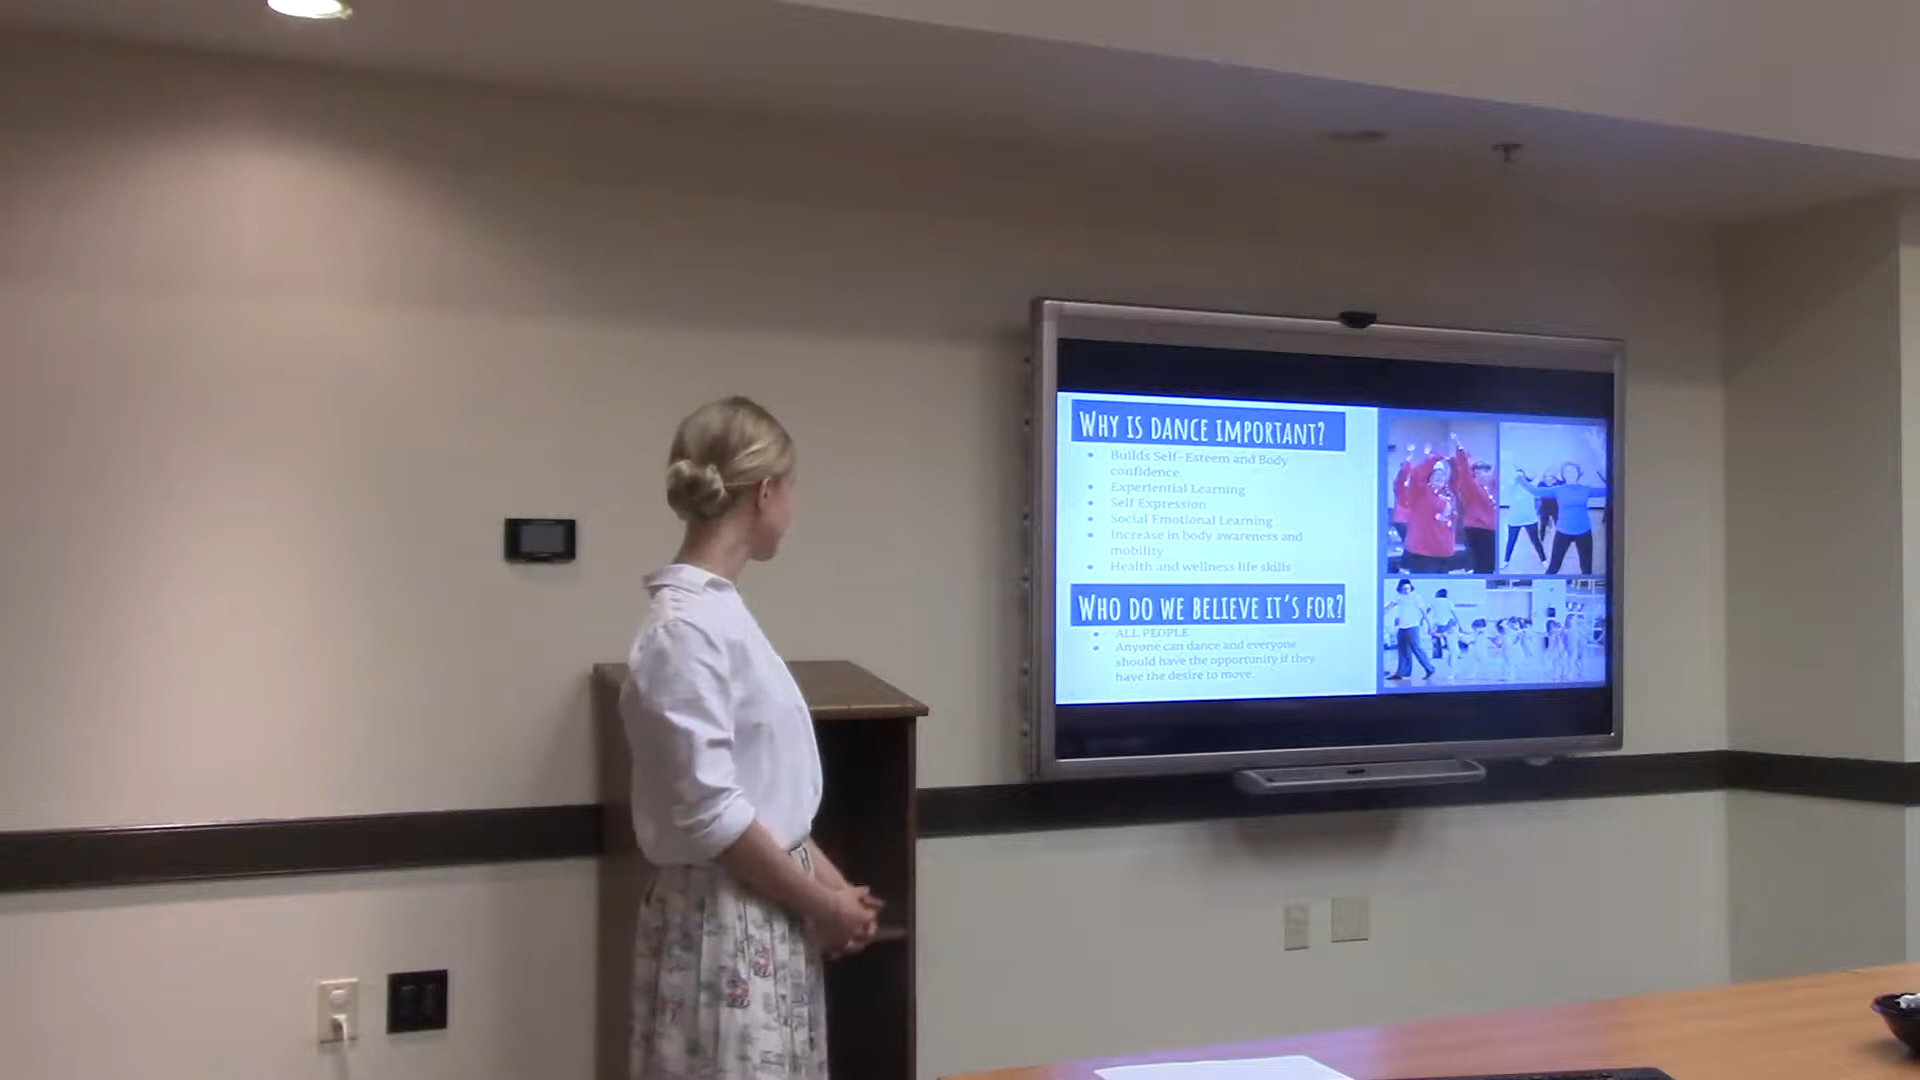 WHY IS DANCE IMPORTANT?
Builds Self-Esteem and Body
confidence
Experiential Learning
Self Expression
Social Emotional Learning
Increase in body awareness and
mobility
Health and wellness life skills
WHO DO WE BELIEVE IT'S FOR?
ALL PEOPLE
Anyone can dance and everyone
should have the opportunity if they
have the desire to move.